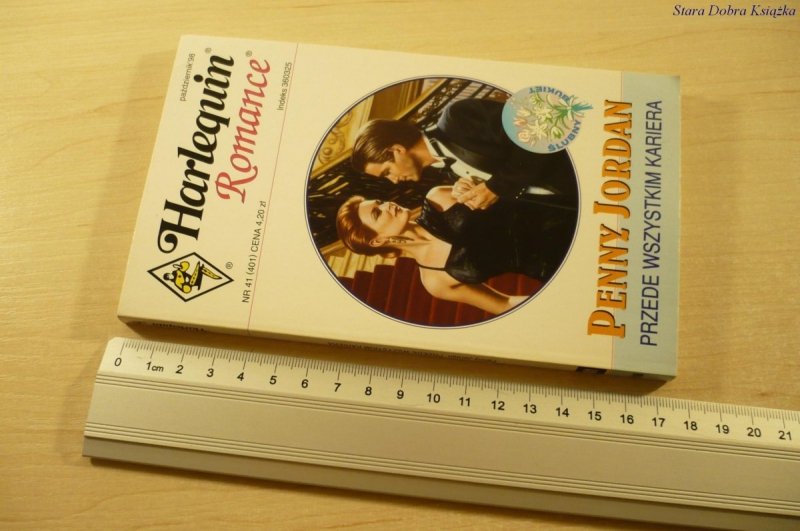 Stara Dobra Książka
październik'98
Harlequin®
Romance®
Indeks 360325
®
NR 41 (401) CENA 4,20 zł
ŚLUBNY BUKIET
PENNY JORDAN
PRZEDE WSZYSTKIM KARIERA
0 1cm 2 3 4 5 6 7 8 9 10 11 12 13 14 15 16 17 18 19 20 21